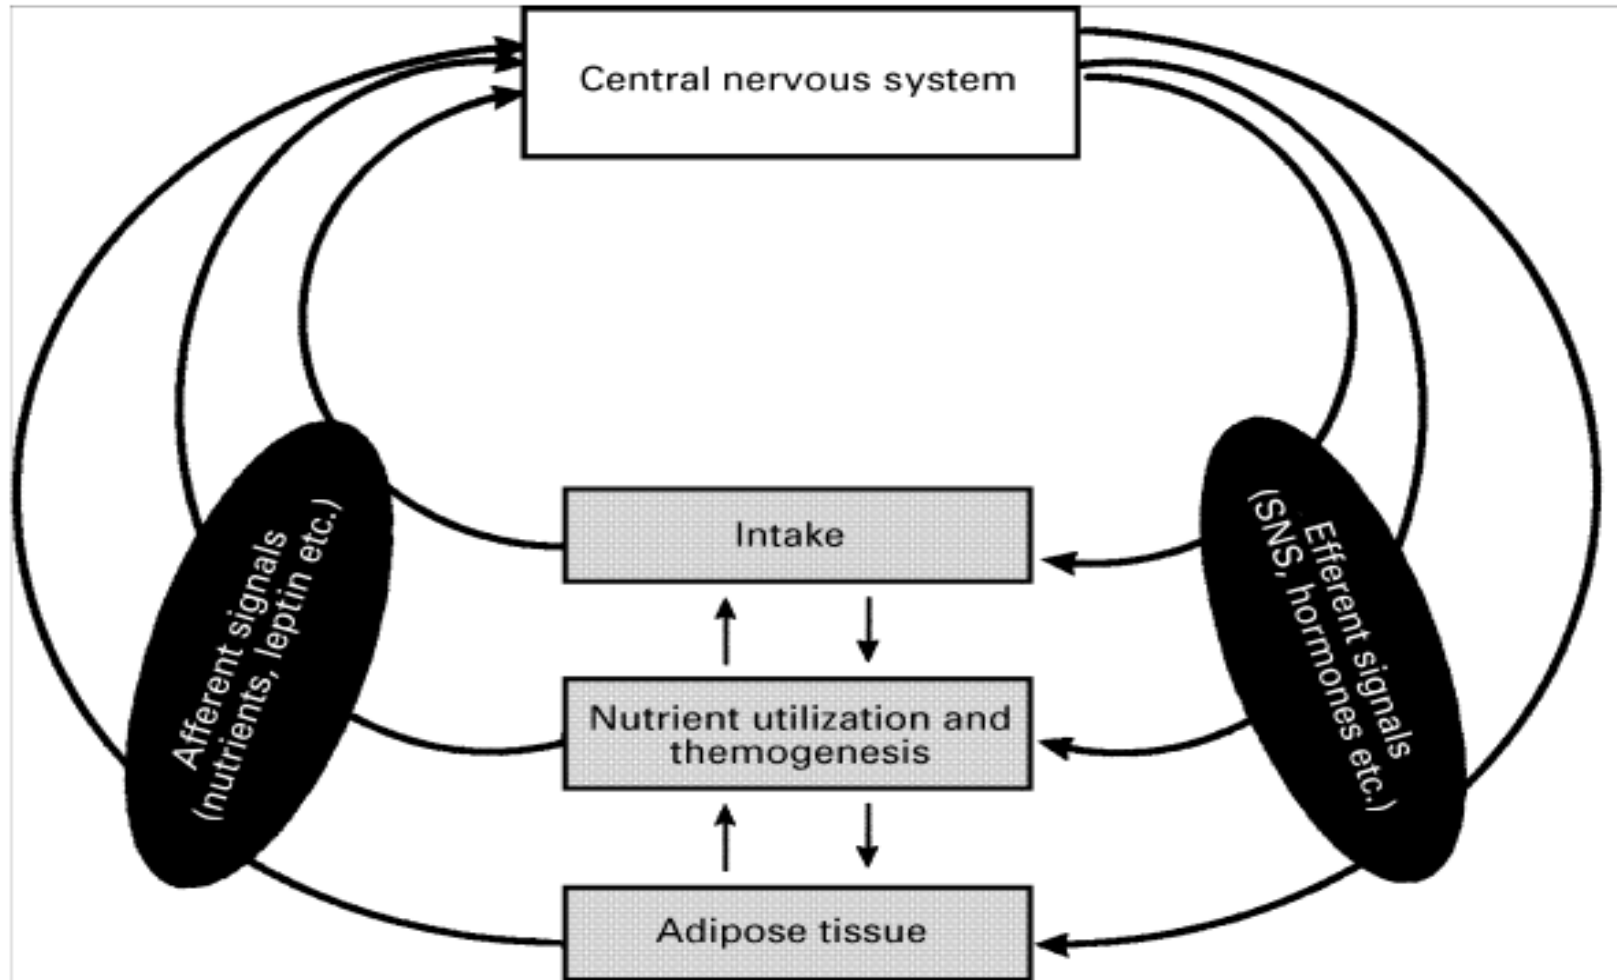 Central nervous system
Afferent signals
(nutrients, leptin etc.)
Intake
Nutrient utilization and
themogenesis
Adipose tissue
Efferent signals
(SNS, hormones etc.)